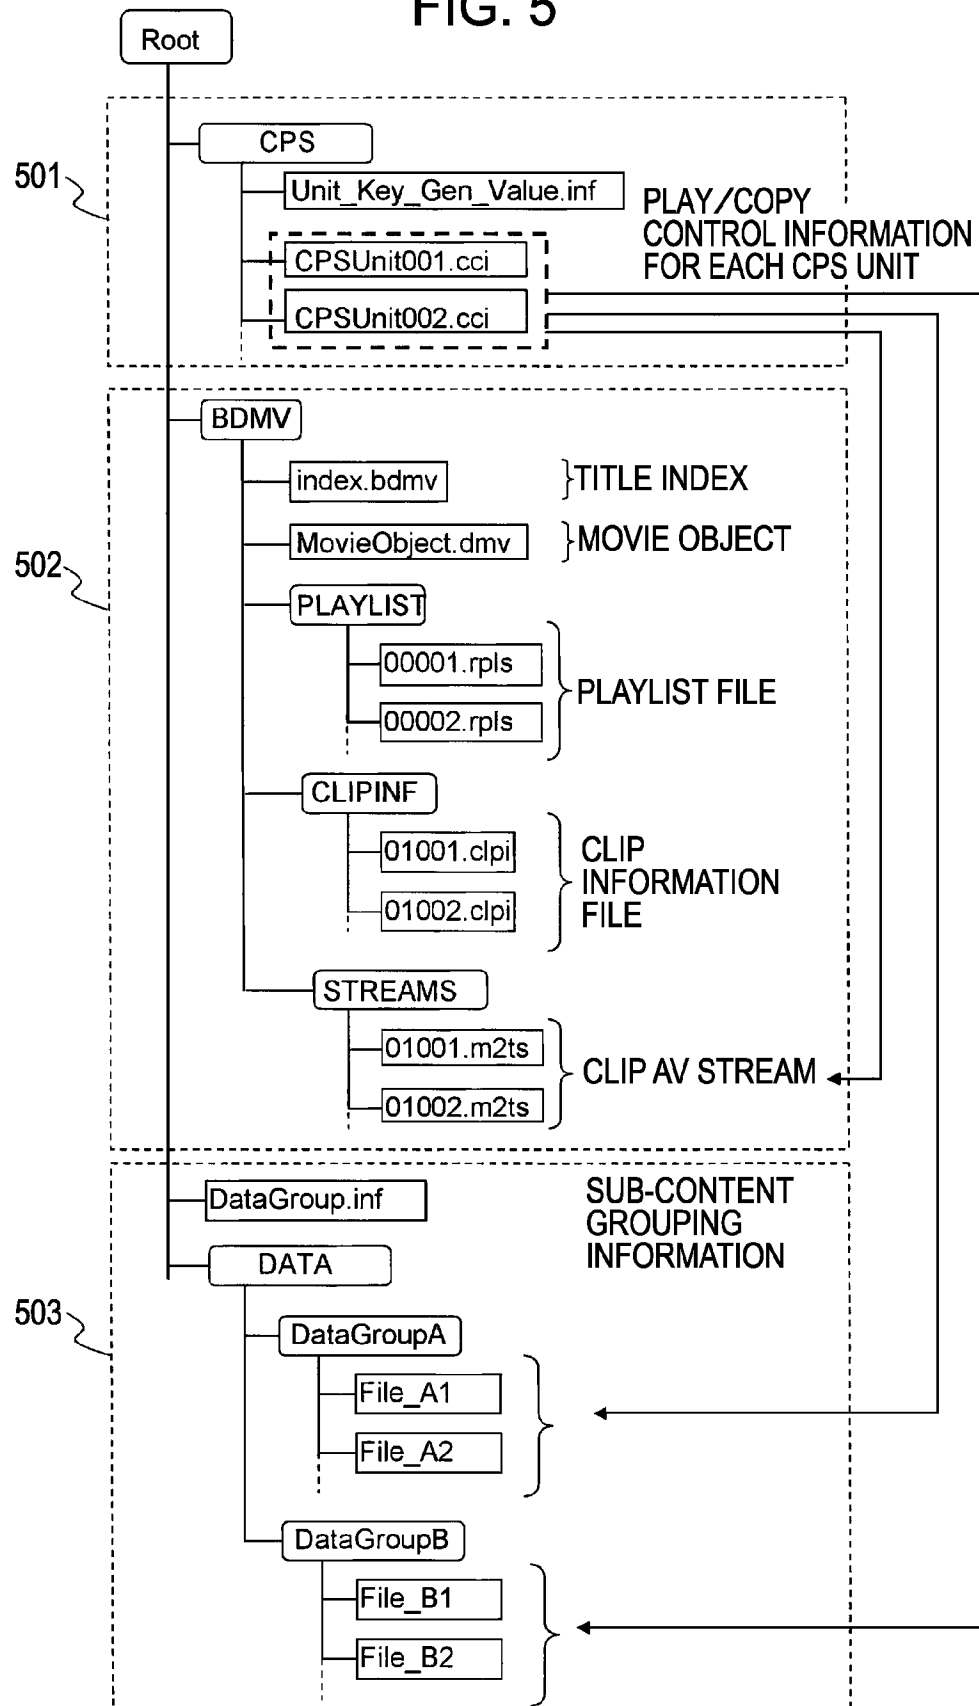 FIG. 5
Root
501
CPS
Unit_Key_Gen_Value.inf
CPSUnit001.cci
CPSUnit002.cci
PLAY/COPY
CONTROL INFORMATION
FOR EACH CPS UNIT
502
BDMV
index.bdmv
TITLE INDEX
MovieObject.dmv
MOVIE OBJECT
PLAYLIST
00001.rpls
00002.rpls
PLAYLIST FILE
CLIPINF
01001.clpi
01002.clpi
CLIP
INFORMATION
FILE
STREAMS
01001.m2ts
01002.m2ts
CLIP AV STREAM
503
DataGroup.inf
SUB-CONTENT
GROUPING
INFORMATION
DATA
DataGroupA
File_A1
File_A2
DataGroupB
File_B1
File_B2